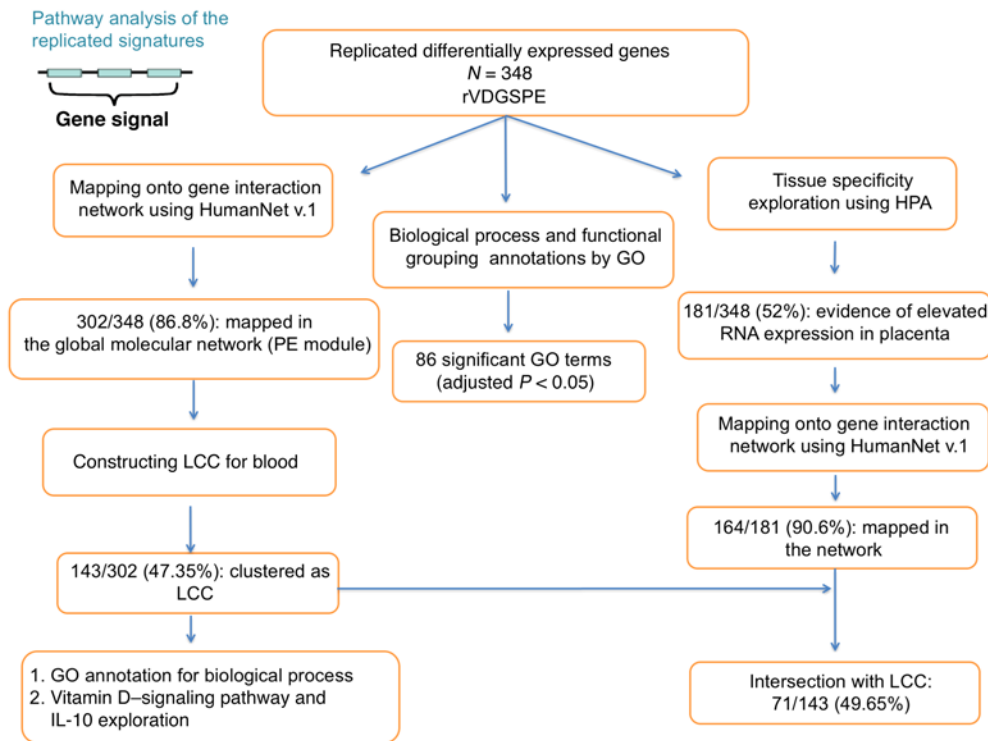 Pathway analysis of the
replicated signatures
Gene signal
Replicated differentially expressed genes
N = 348
rVDGSPE
Mapping onto gene interaction
network using HumanNet v.1
302/348 (86.8%): mapped in
the global molecular network (PE module)
Constructing LCC for blood
143/302 (47.35%): clustered as
LCC
1. GO annotation for biological process
2. Vitamin D–signaling pathway and
IL-10 exploration
Biological process and functional
grouping annotations by GO
86 significant GO terms
(adjusted P < 0.05)
Tissue specificity
exploration using HPA
181/348 (52%): evidence of elevated
RNA expression in placenta
Mapping onto gene interaction
network using HumanNet v.1
164/181 (90.6%): mapped in
the network
Intersection with LCC:
71/143 (49.65%)